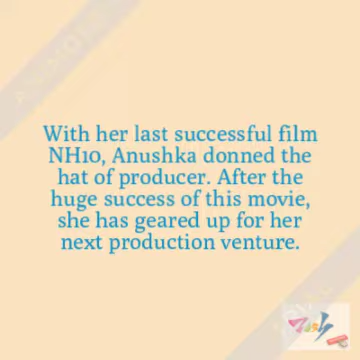 With her last successful film
NH10, Anushka donned the
hat of producer. After the
huge success of this movie,
she has geared up for her
next production venture.